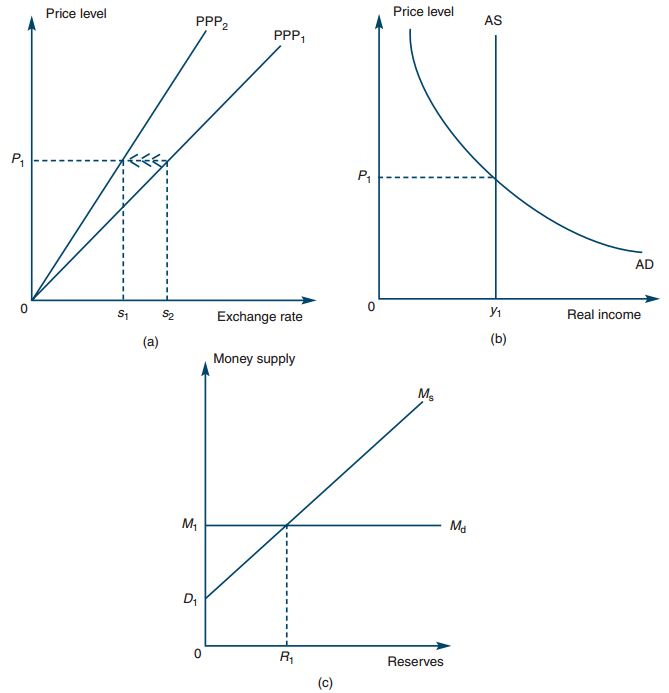 Price level
PPP2
PPP1
P1
0
s1
s2
Exchange rate
(a)
Price level
AS
P1
AD
0
y1
Real income
(b)
Money supply
Ms
M1
Md
D1
0
R1
Reserves
(c)